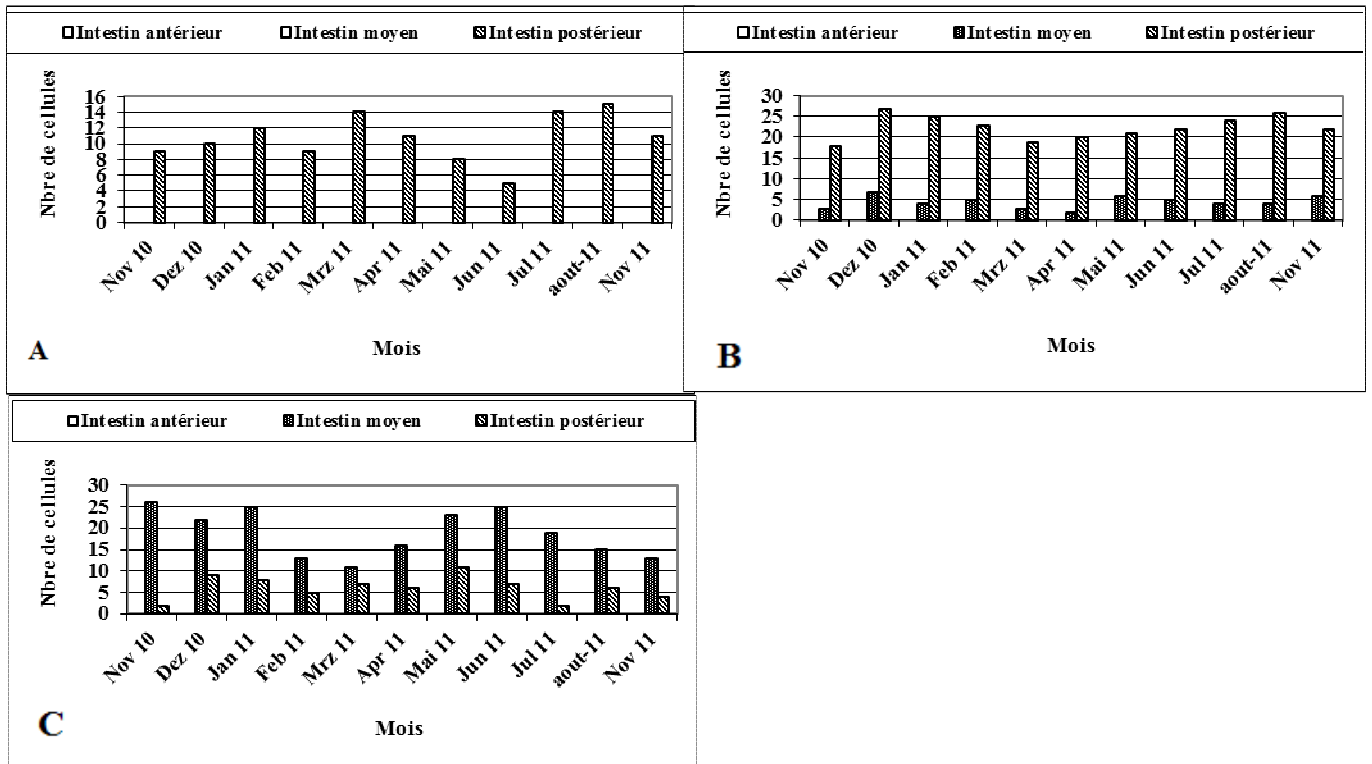 Intestin antérieur Intestin moyen Intestin postérieur
Nbre de cellules
16
14
12
10
8
6
4
2
0
Nov 10 Dez 10 Jan 11 Feb 11 Mrz 11 Apr 11 Mai 11 Jun 11 Jul 11 aout-11 Nov 11
Mois
A
Intestin antérieur Intestin moyen Intestin postérieur
Nbre de cellules
30
25
20
15
10
5
0
Nov 10 Dez 10 Jan 11 Feb 11 Mrz 11 Apr 11 Mai 11 Jun 11 Jul 11 aout-11 Nov 11
Mois
B
Intestin antérieur Intestin moyen Intestin postérieur
Nbre de cellules
30
25
20
15
10
5
0
Nov 10 Dez 10 Jan 11 Feb 11 Mrz 11 Apr 11 Mai 11 Jun 11 Jul 11 aout-11 Nov 11
Mois
C